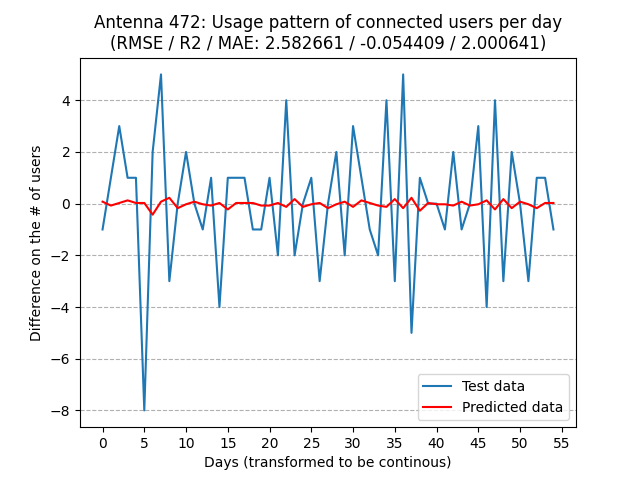 Antenna 472: Usage pattern of connected users per day
(RMSE / R2 / MAE: 2.582661 / -0.054409 / 2.000641)
Difference on the # of users
4
2
0
−2
−4
−6
−8
Test data
Predicted data
0 5 10 15 20 25 30 35 40 45 50 55
Days (transformed to be continous)